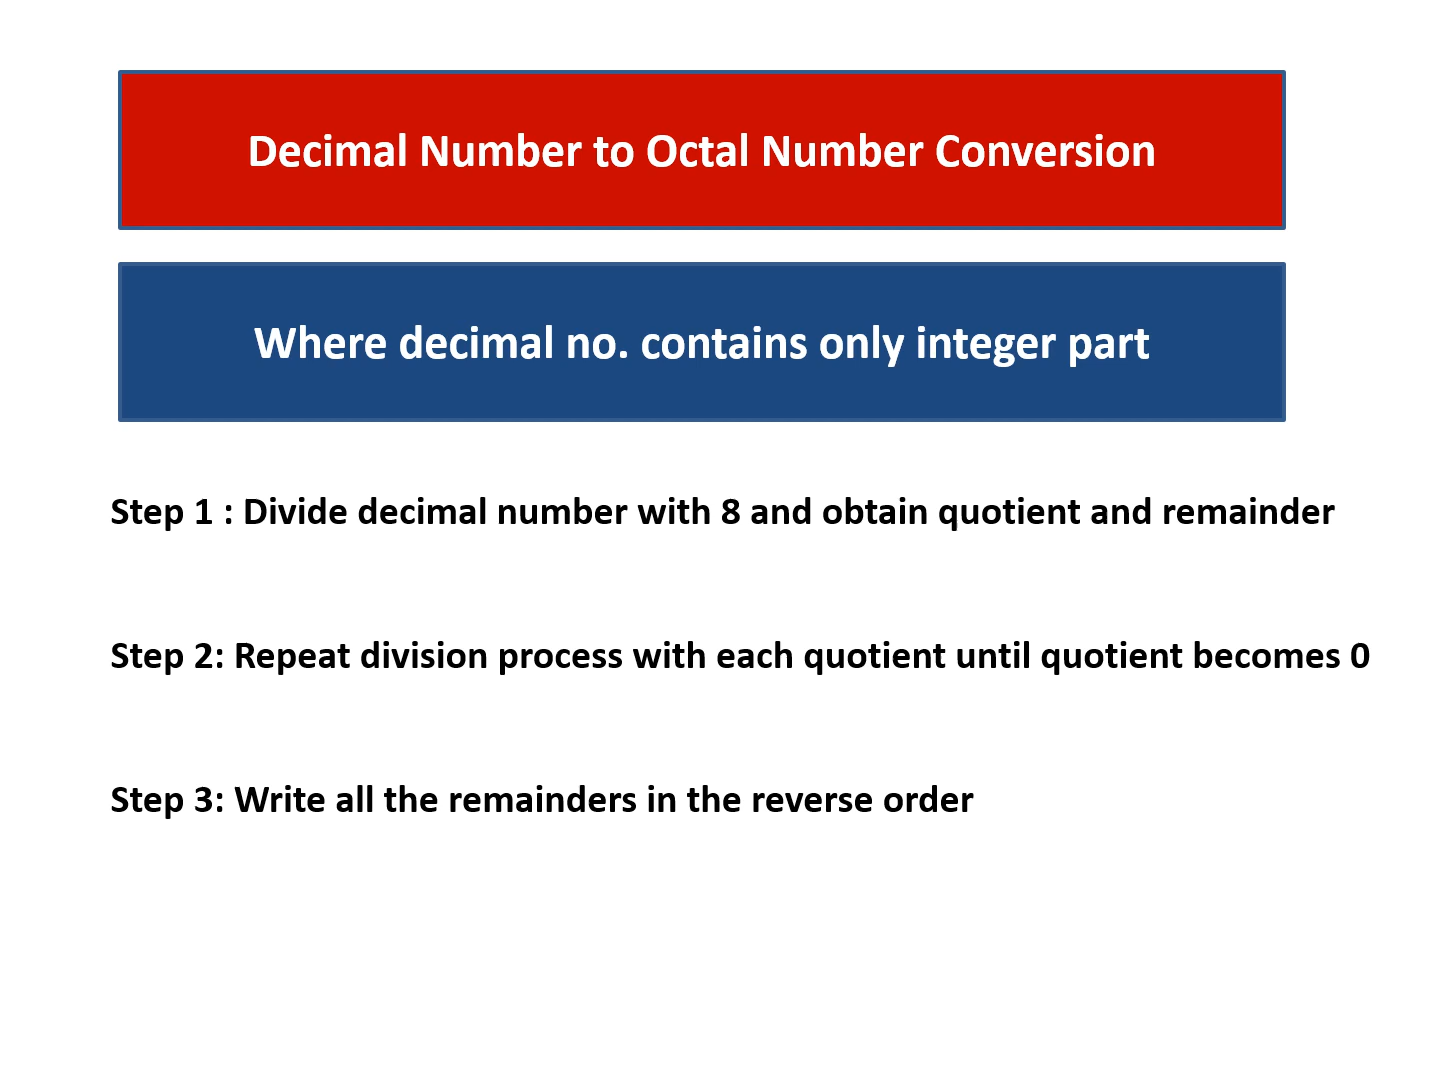 Decimal Number to Octal Number Conversion
Where decimal no. contains only integer part
Step 1 : Divide decimal number with 8 and obtain quotient and remainder
Step 2: Repeat division process with each quotient until quotient becomes 0
Step 3: Write all the remainders in the reverse order